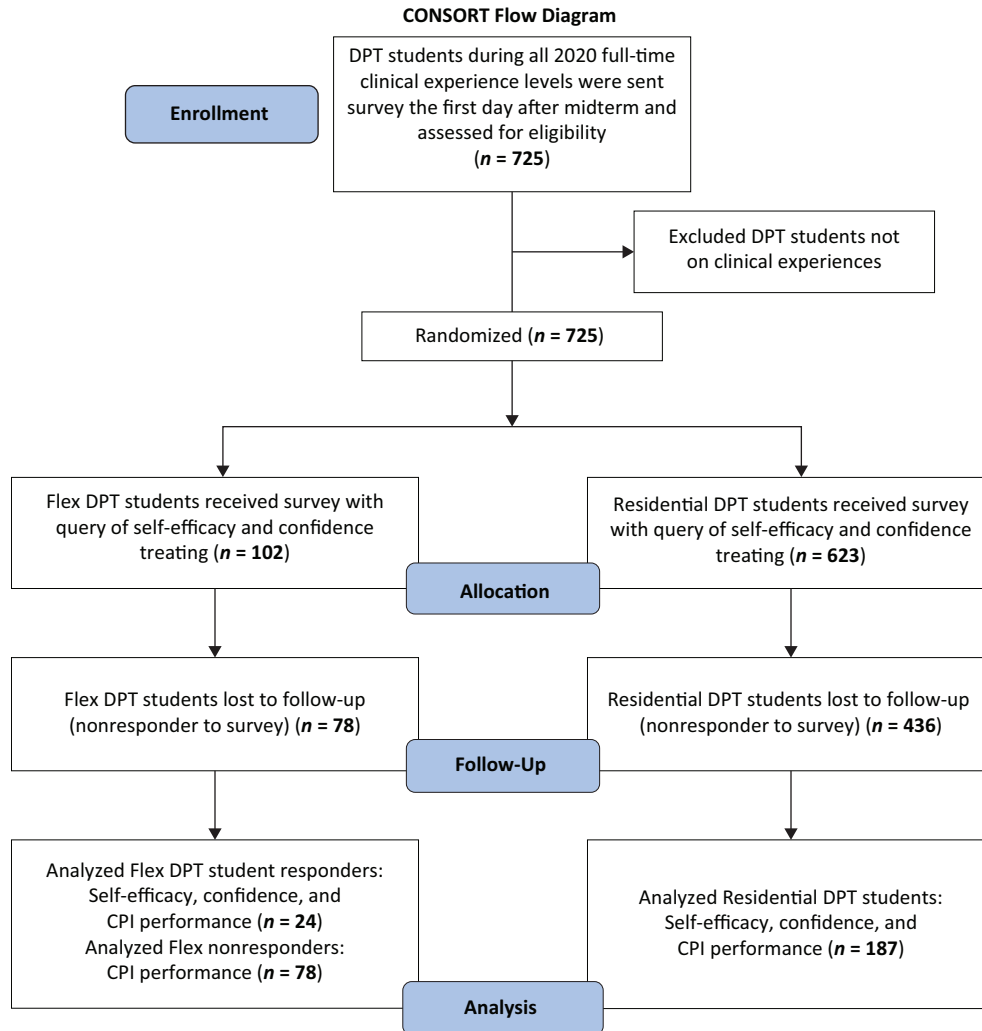 CONSORT Flow Diagram
DPT students during all 2020 full-time
clinical experience levels were sent
survey the first day after midterm and
assessed for eligibility
(n = 725)
Enrollment
Excluded DPT students not
on clinical experiences
Randomized (n = 725)
Flex DPT students received survey with
query of self-efficacy and confidence
treating (n = 102)
Residential DPT students received survey
with query of self-efficacy and confidence
treating (n = 623)
Allocation
Flex DPT students lost to follow-up
(nonresponder to survey) (n = 78)
Residential DPT students lost to follow-up
(nonresponder to survey) (n = 436)
Follow-Up
Analyzed Flex DPT student responders:
Self-efficacy, confidence, and
CPI performance (n = 24)
Analyzed Flex nonresponders:
CPI performance (n = 78)
Analyzed Residential DPT students:
Self-efficacy, confidence, and
CPI performance (n = 187)
Analysis